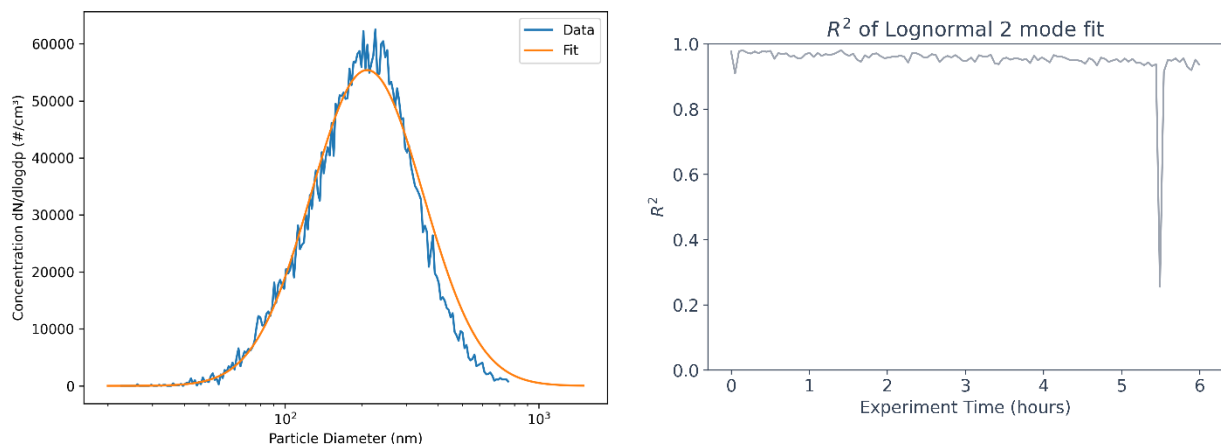 60000
50000
40000
30000
20000
10000
0
Concentration dN/dlogdp (#/cm³)
10²
10³
Particle Diameter (nm)
Data
Fit
R² of Lognormal 2 mode fit
1.0
0.8
0.6
0.4
0.2
0.0
R²
0 1 2 3 4 5 6
Experiment Time (hours)